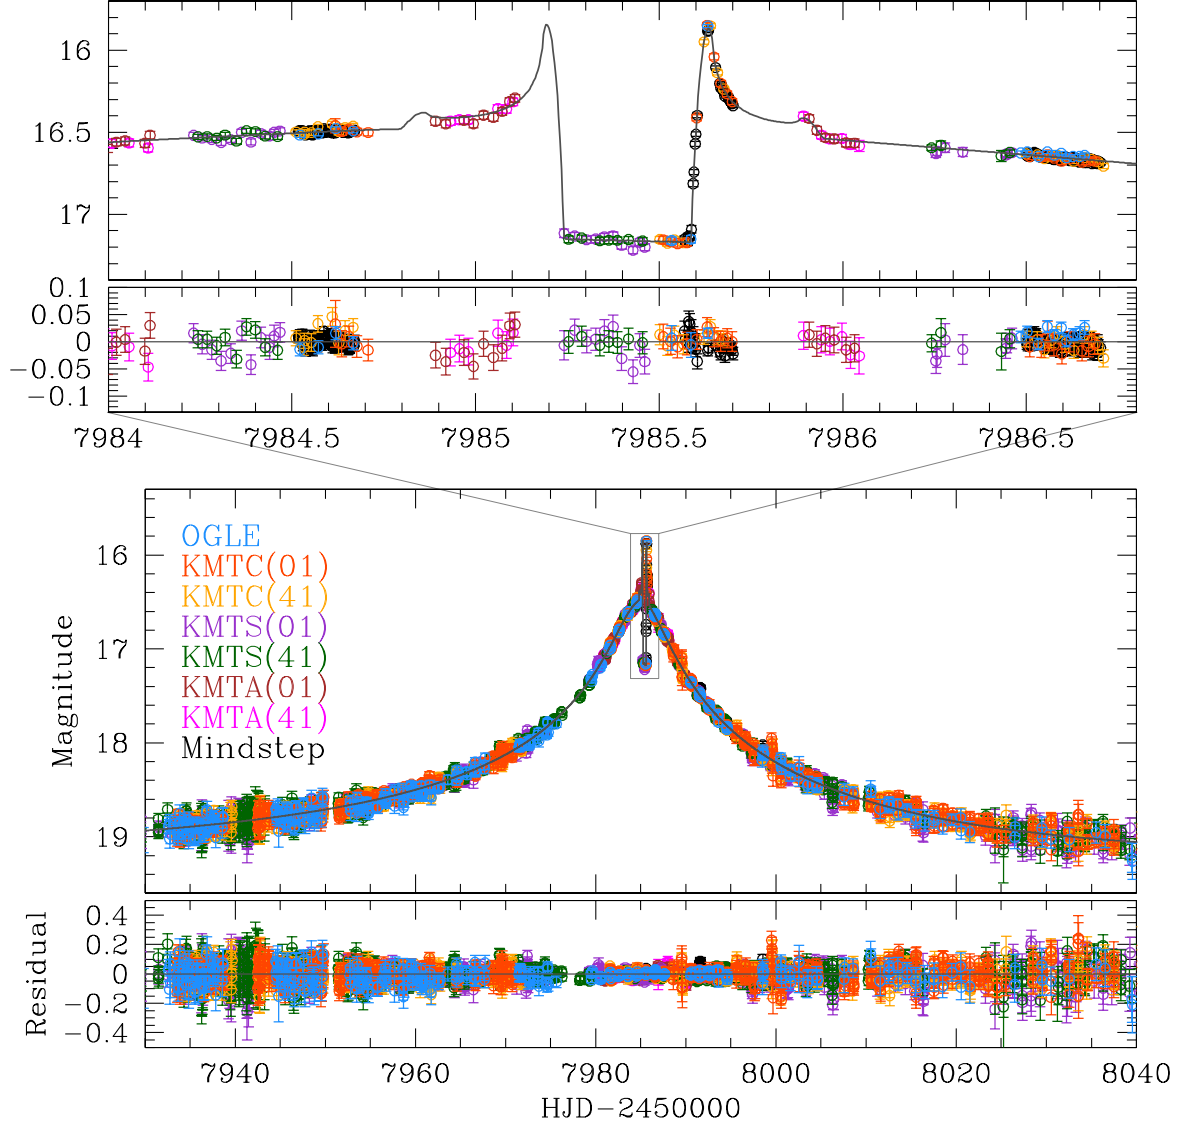 16
16.5
17
0.1
0.05
0
−0.05
−0.1
7984 7984.5 7985 7985.5 7986 7986.5
Magnitude
16
17
18
19
OGLE
KMTC(01)
KMTC(41)
KMTS(01)
KMTS(41)
KMTA(01)
KMTA(41)
Mindstep
Residual
0.4
0.2
0
−0.2
−0.4
7940 7960 7980 8000 8020 8040
HJD−2450000